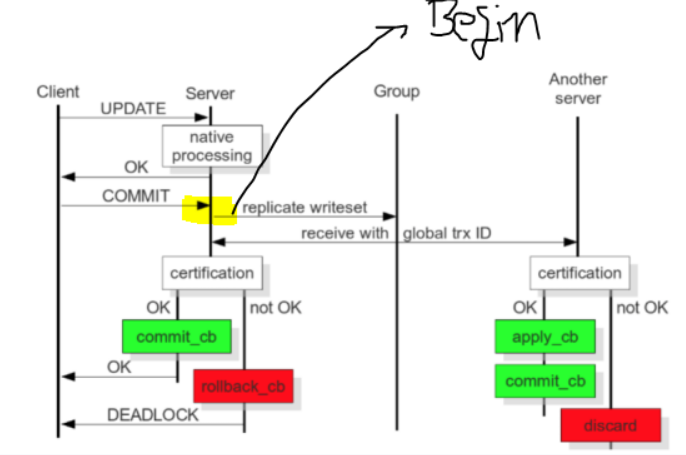 Begin
Client
Server
Group
Another
server
UPDATE
native
processing
OK
COMMIT
replicate writeset
receive with global trx ID
certification
certification
OK
not OK
OK
not OK
commit_cb
apply_cb
OK
rollback_cb
commit_cb
DEADLOCK
discard